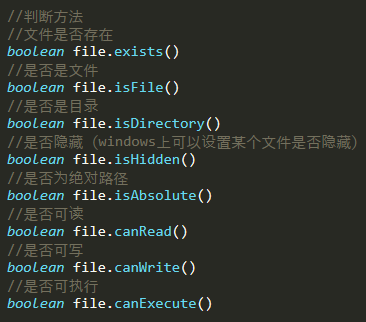 //判断方法
//文件是否存在
boolean file.exists()
//是否是文件
boolean file.isFile()
//是否是目录
boolean file.isDirectory()
//是否隐藏（windows上可以设置某个文件是否隐藏）
boolean file.isHidden()
//是否为绝对路径
boolean file.isAbsolute()
//是否可读
boolean file.canRead()
//是否可写
boolean file.canWrite()
//是否可执行
boolean file.canExecute()